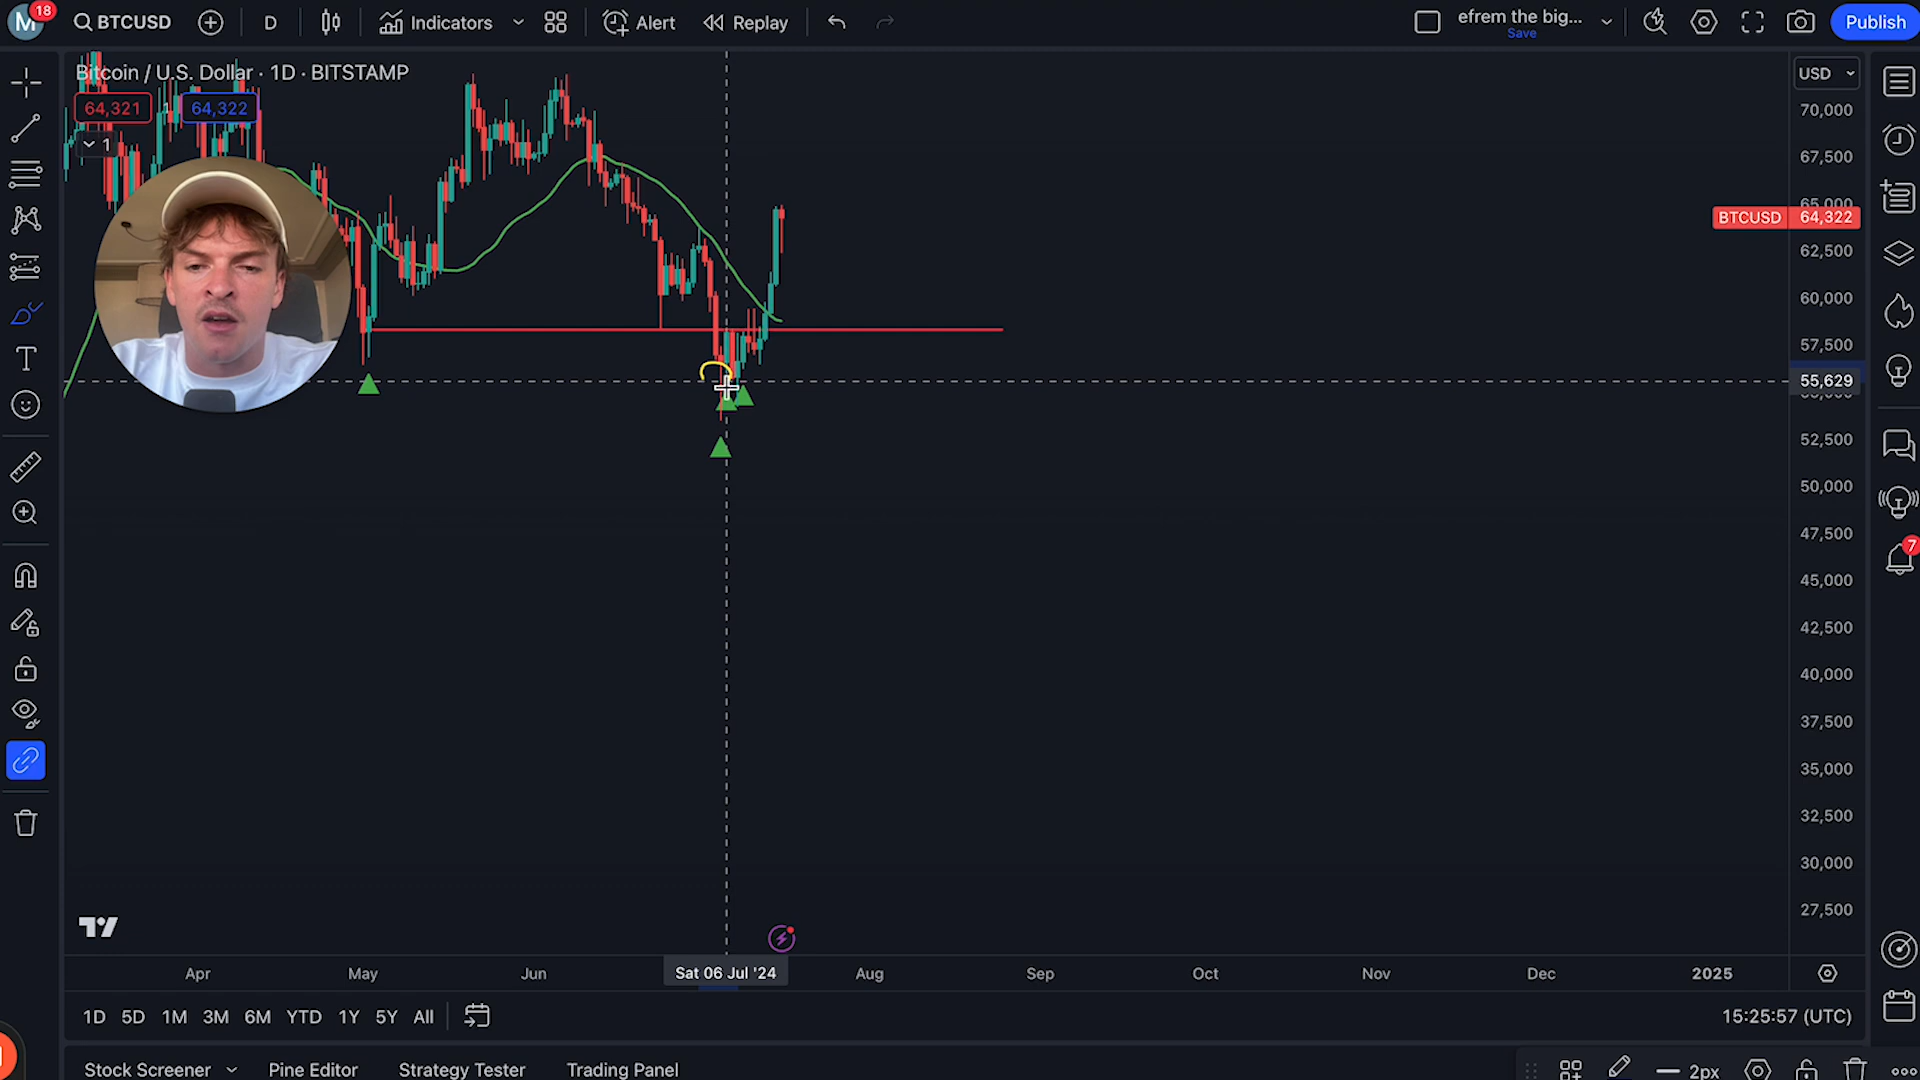 M 18 BTCUSD D Indicators Alert Replay efrem the big... Publish
Save
Bitcoin / U.S. Dollar · 1D · BITSTAMP USD
64,321 1 64,322
1
70,000
67,500
65,000
BTCUSD 64,322
62,500
60,000
57,500
55,629
52,500
50,000
47,500
45,000
42,500
40,000
37,500
35,000
32,500
30,000
27,500
7
Apr May Jun Sat 06 Jul '24 Aug Sep Oct Nov Dec 2025
1D 5D 1M 3M 6M YTD 1Y 5Y All 15:25:57 (UTC)
Stock Screener Pine Editor Strategy Tester Trading Panel 2px